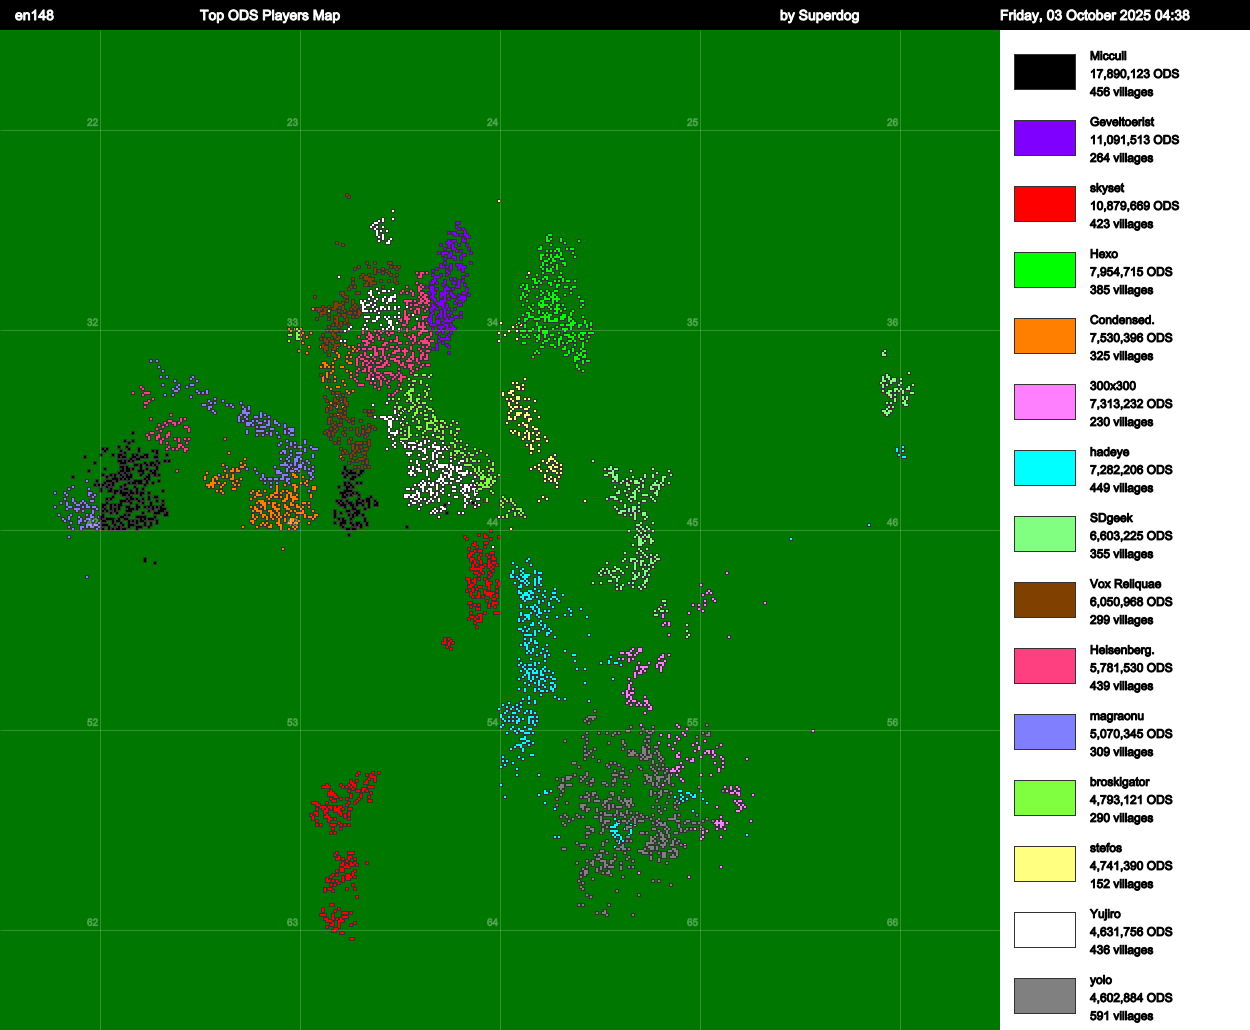 en148 Top ODS Players Map by Superdog Friday, 03 October 2025 04:38
Miccull
17,890,123 ODS
456 villages
22 23 24 25 26
Geveltoerist
11,091,513 ODS
264 villages
skyset
10,879,669 ODS
423 villages
Hexo
7,954,715 ODS
385 villages
32 33 34 35 36
Condensed.
7,530,396 ODS
325 villages
300x300
7,313,232 ODS
230 villages
hadeye
7,282,206 ODS
449 villages
SDgeek
6,603,225 ODS
355 villages
44 45 46
Vox Reliquae
6,050,968 ODS
299 villages
Heisenberg.
5,781,530 ODS
439 villages
magraonu
5,070,345 ODS
309 villages
52 53 54 55 56
broskigator
4,793,121 ODS
290 villages
stefos
4,741,390 ODS
152 villages
Yujiro
4,631,756 ODS
436 villages
62 63 64 65 66
yolo
4,602,884 ODS
591 villages